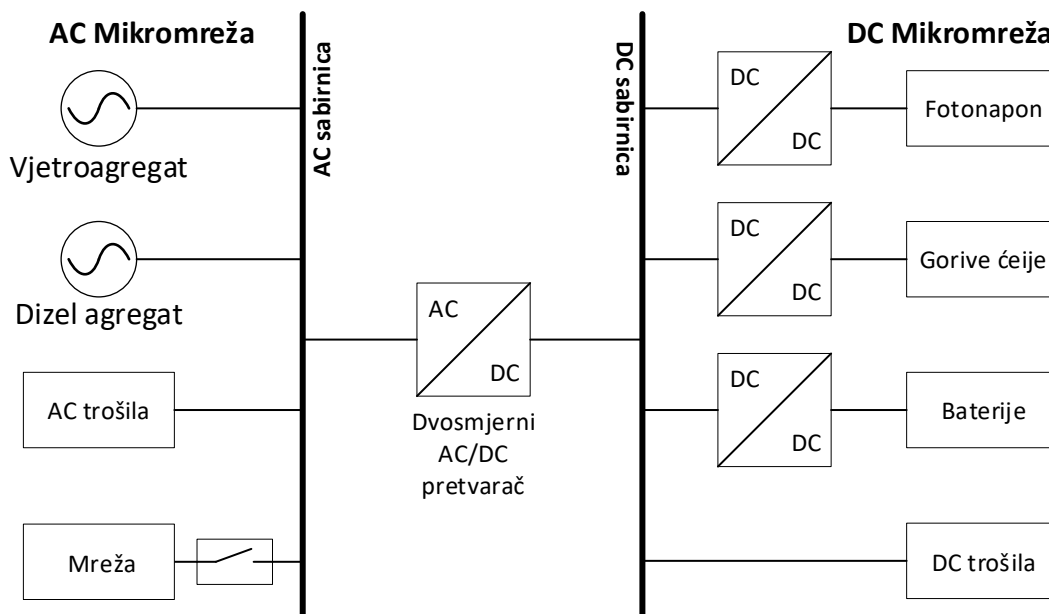 AC Mikromreža
Vjetroagregat
Dizel agregat
AC trošila
Mreža
AC sabirnica
AC
DC
Dvosmjerni
AC/DC
pretvarač
DC sabirnica
DC Mikromreža
DC
DC
Fotonapon
DC
DC
Gorive ćeije
DC
DC
Baterije
DC trošila